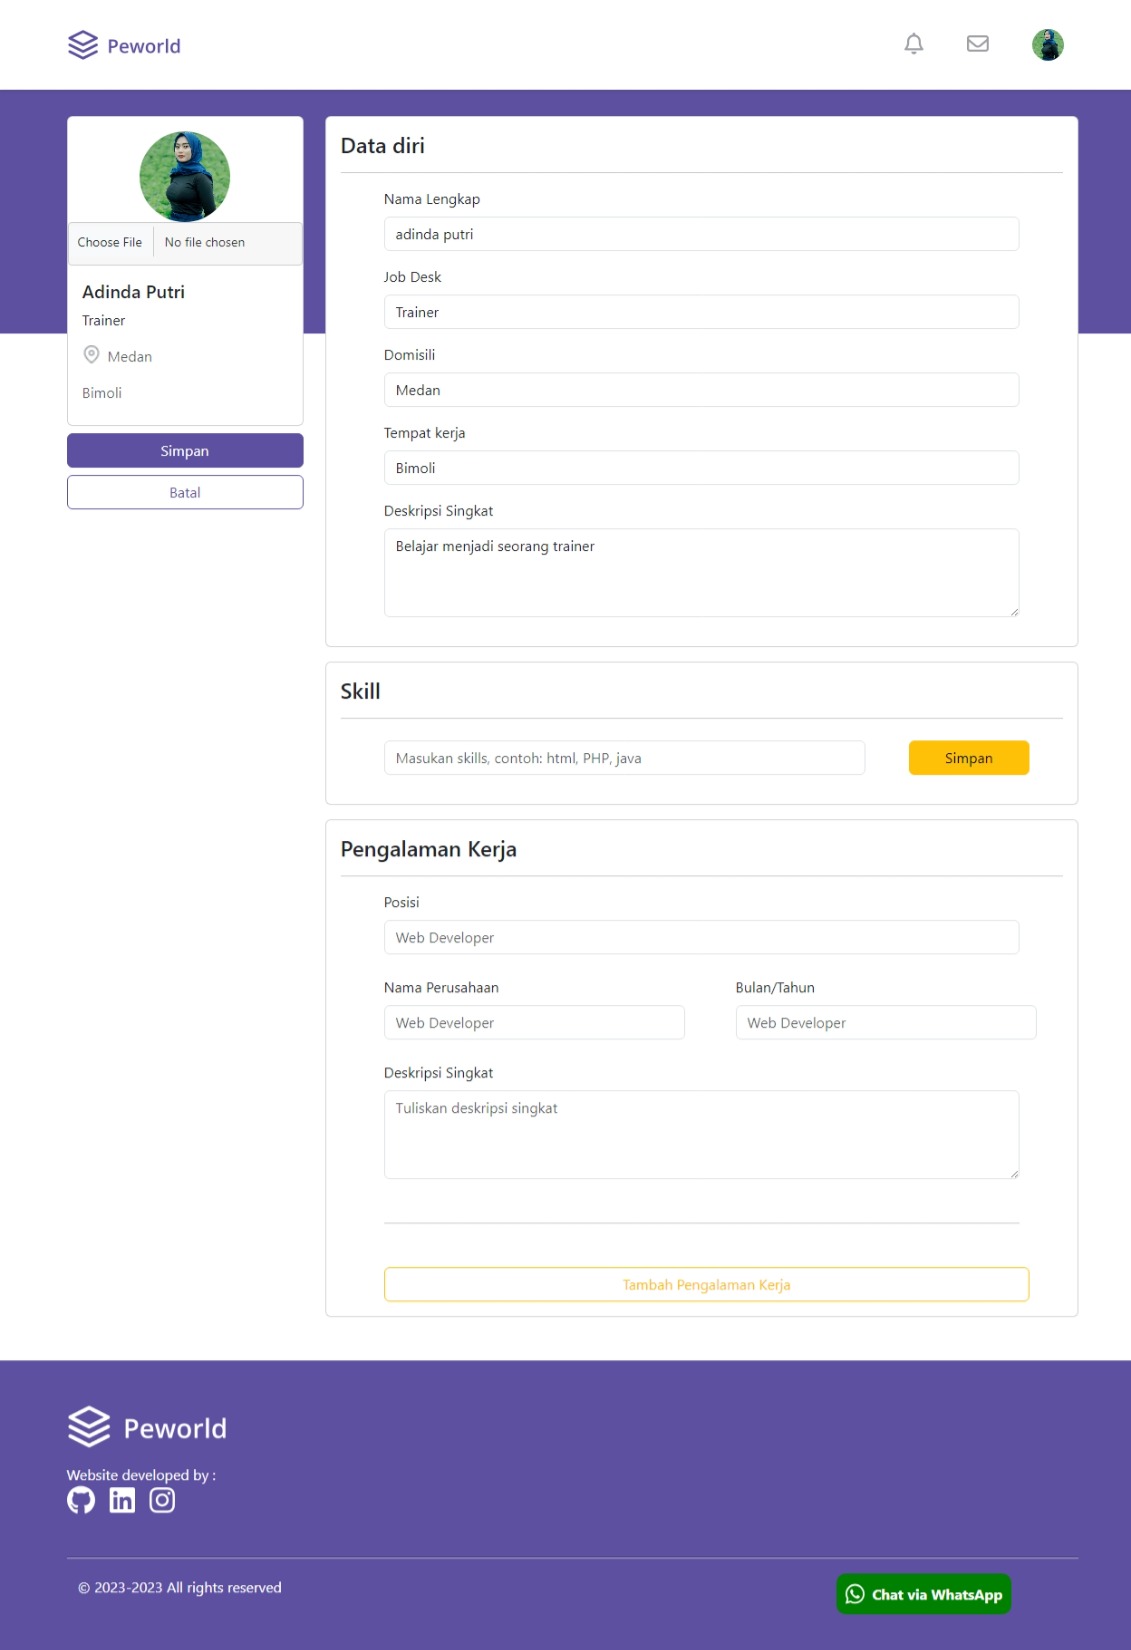 Peworld
Choose File No file chosen
Adinda Putri
Trainer
Medan
Bimoli
Simpan
Batal
Data diri
Nama Lengkap
adinda putri
Job Desk
Trainer
Domisili
Medan
Tempat kerja
Bimoli
Deskripsi Singkat
Belajar menjadi seorang trainer
Skill
Masukan skills, contoh: html, PHP, java
Simpan
Pengalaman Kerja
Posisi
Web Developer
Nama Perusahaan
Web Developer
Bulan/Tahun
Web Developer
Deskripsi Singkat
Tuliskan deskripsi singkat
Tambah Pengalaman Kerja
Peworld
Website developed by :
© 2023-2023 All rights reserved
Chat via WhatsApp